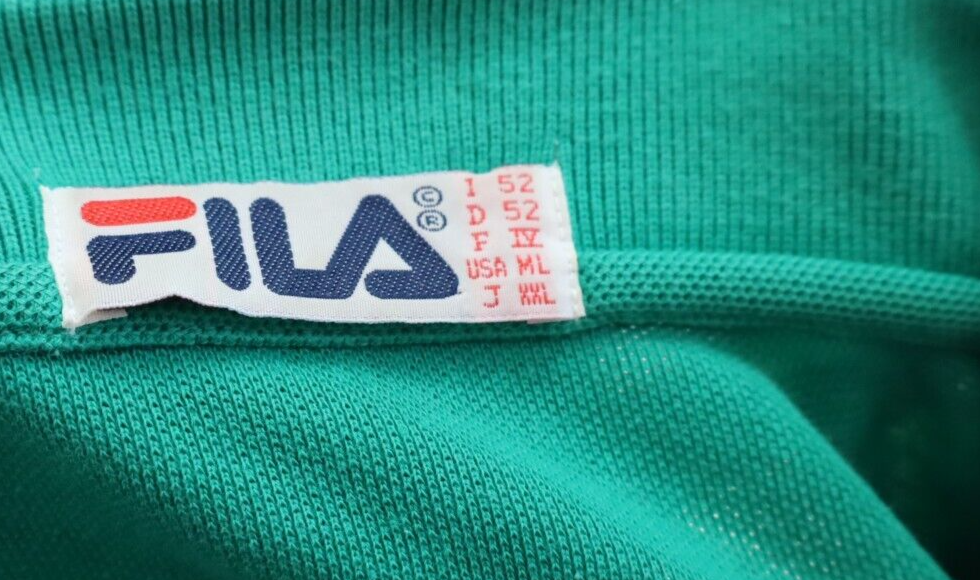 FILA © ®
I 52
D 52
F IV
USA ML
J XXL